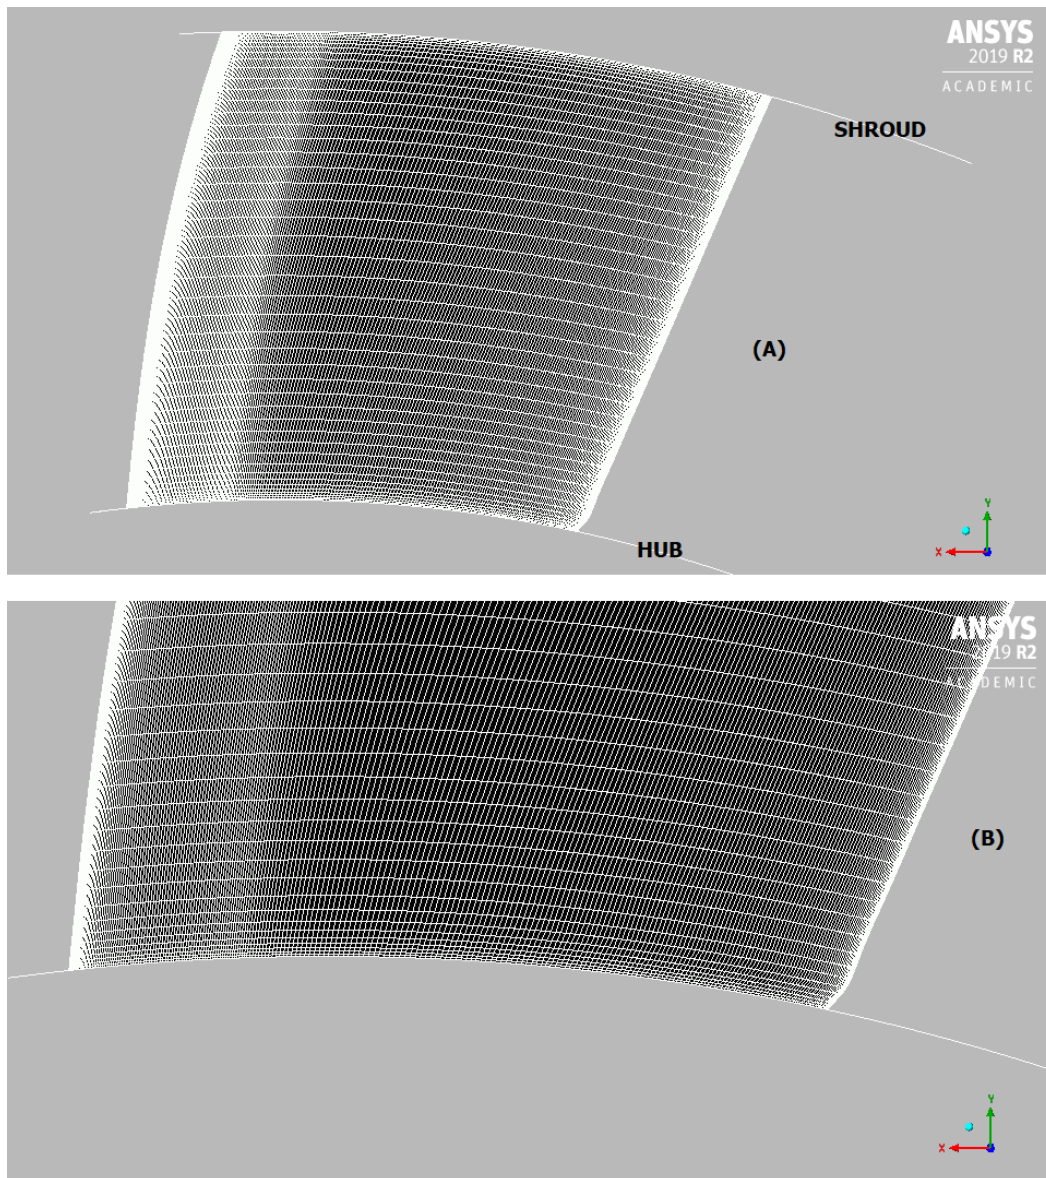 ANSYS
2019 R2
ACADEMIC
SHROUD
(A)
Y
X
HUB
ANSYS
2019 R2
ACADEMIC
(B)
Y
X